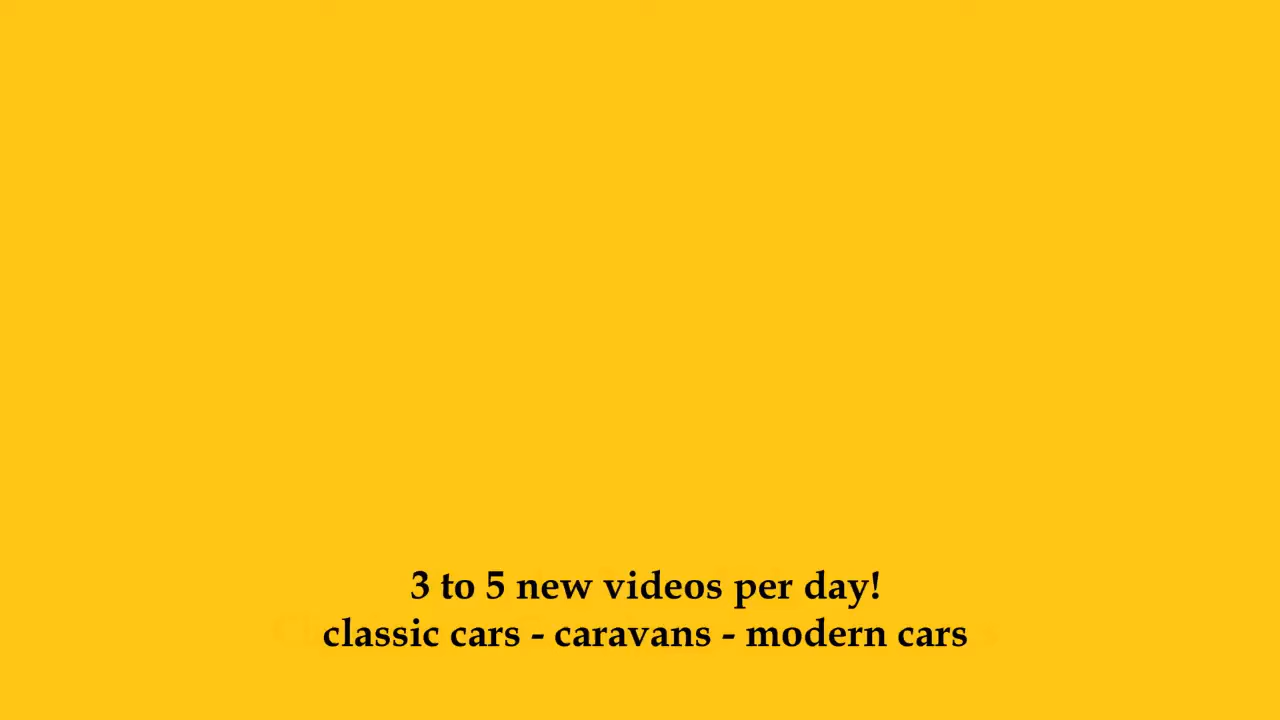 3 to 5 new videos per day!
classic cars - caravans - modern cars